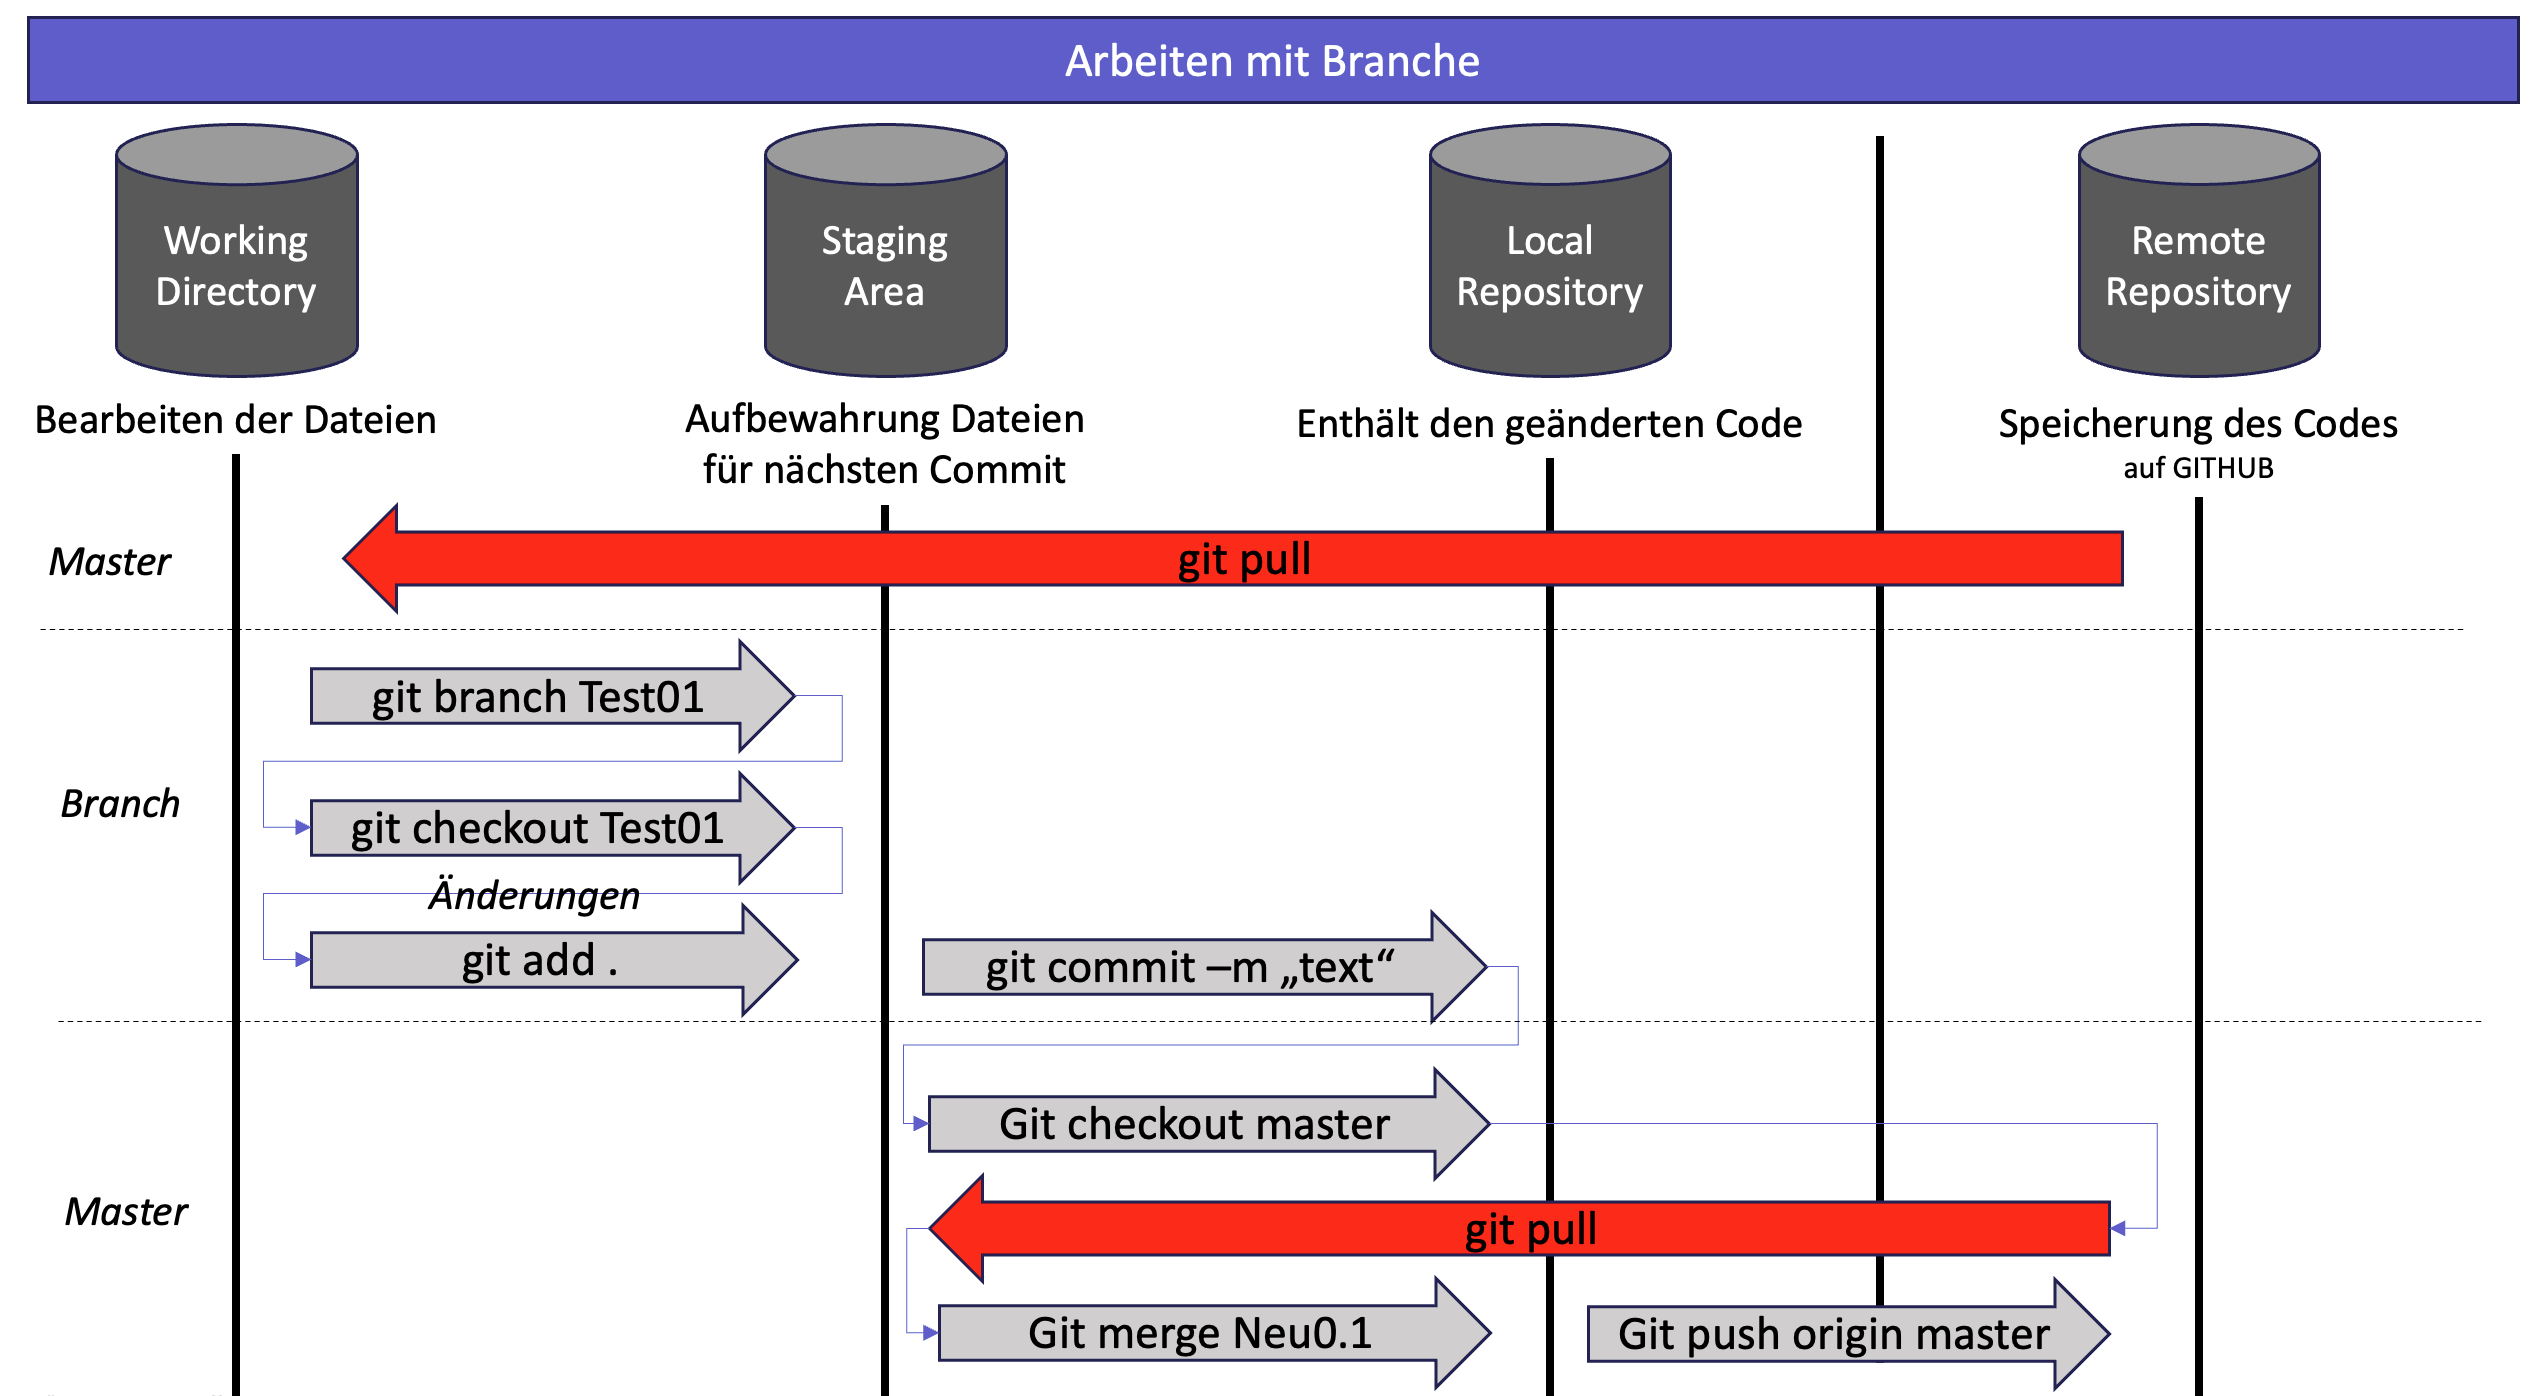 Arbeiten mit Branche
Working
Directory
Staging
Area
Local
Repository
Remote
Repository
Bearbeiten der Dateien
Aufbewahrung Dateien
für nächsten Commit
Enthält den geänderten Code
Speicherung des Codes
auf GITHUB
Master
git pull
Branch
git branch Test01
git checkout Test01
Änderungen
git add .
git commit –m „text“
Master
Git checkout master
git pull
Git merge Neu0.1
Git push origin master